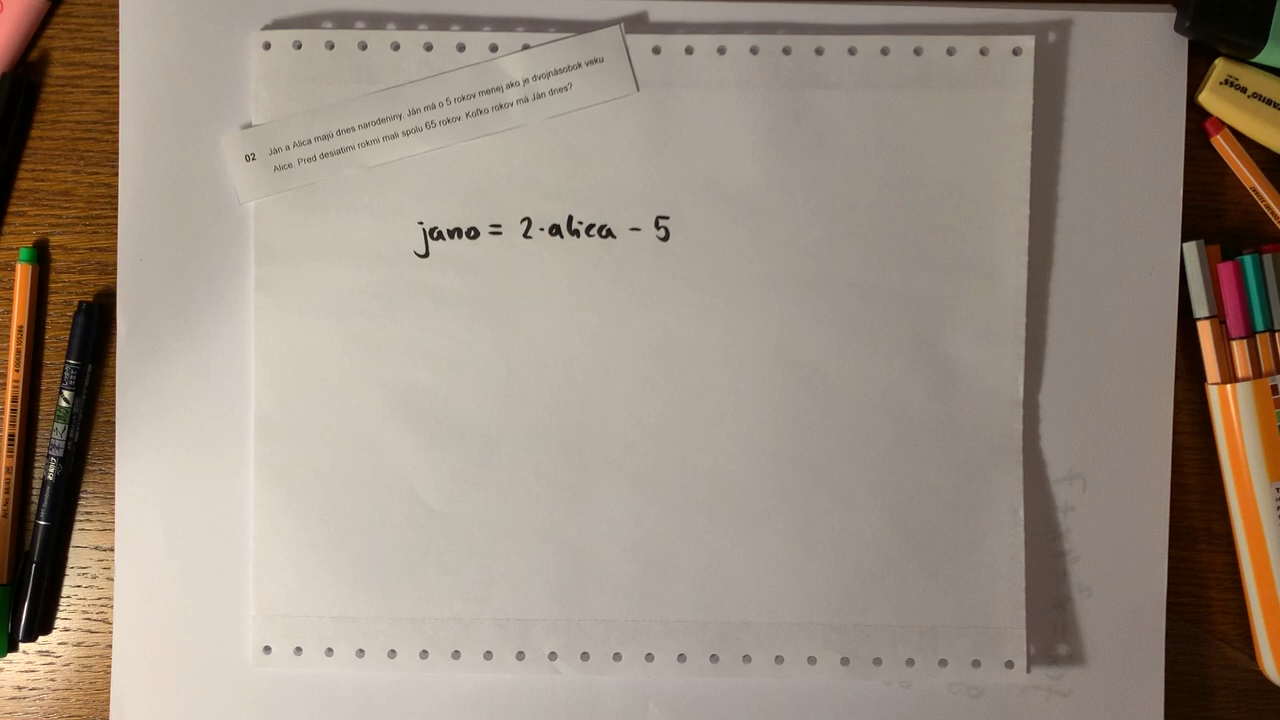 02 Ján a Alica majú dnes narodeniny. Ján má o 5 rokov menej ako je dvojnásobok veku
Alice. Pred desiatimi rokmi mali spolu 65 rokov. Koľko rokov má Ján dnes?
jano = 2·alica - 5
BOSS